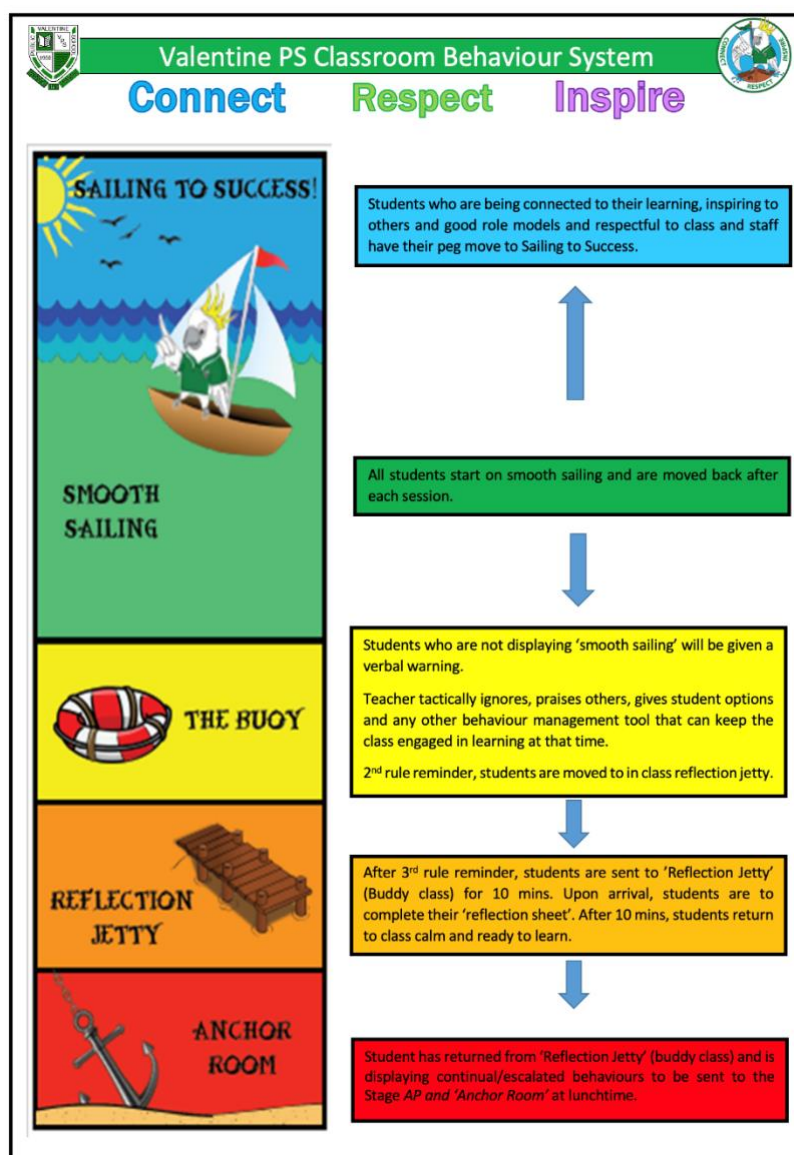 Valentine PS Classroom Behaviour System
Connect Respect Inspire
SAILING TO SUCCESS!
Students who are being connected to their learning, inspiring to
others and good role models and respectful to class and staff
have their peg move to Sailing to Success.
SMOOTH
SAILING
All students start on smooth sailing and are moved back after
each session.
THE BUOY
Students who are not displaying ‘smooth sailing’ will be given a
verbal warning.
Teacher tactically ignores, praises others, gives student options
and any other behaviour management tool that can keep the
class engaged in learning at that time.
2nd rule reminder, students are moved to in class reflection jetty.
REFLECTION
JETTY
After 3rd rule reminder, students are sent to ‘Reflection Jetty’
(Buddy class) for 10 mins. Upon arrival, students are to
complete their ‘reflection sheet’. After 10 mins, students return
to class calm and ready to learn.
ANCHOR
ROOM
Student has returned from ‘Reflection Jetty’ (buddy class) and is
displaying continual/escalated behaviours to be sent to the
Stage AP and ‘Anchor Room’ at lunchtime.
VALENTINE
PUBLIC
SCHOOL
CONNECT
INSPIRE
RESPECT